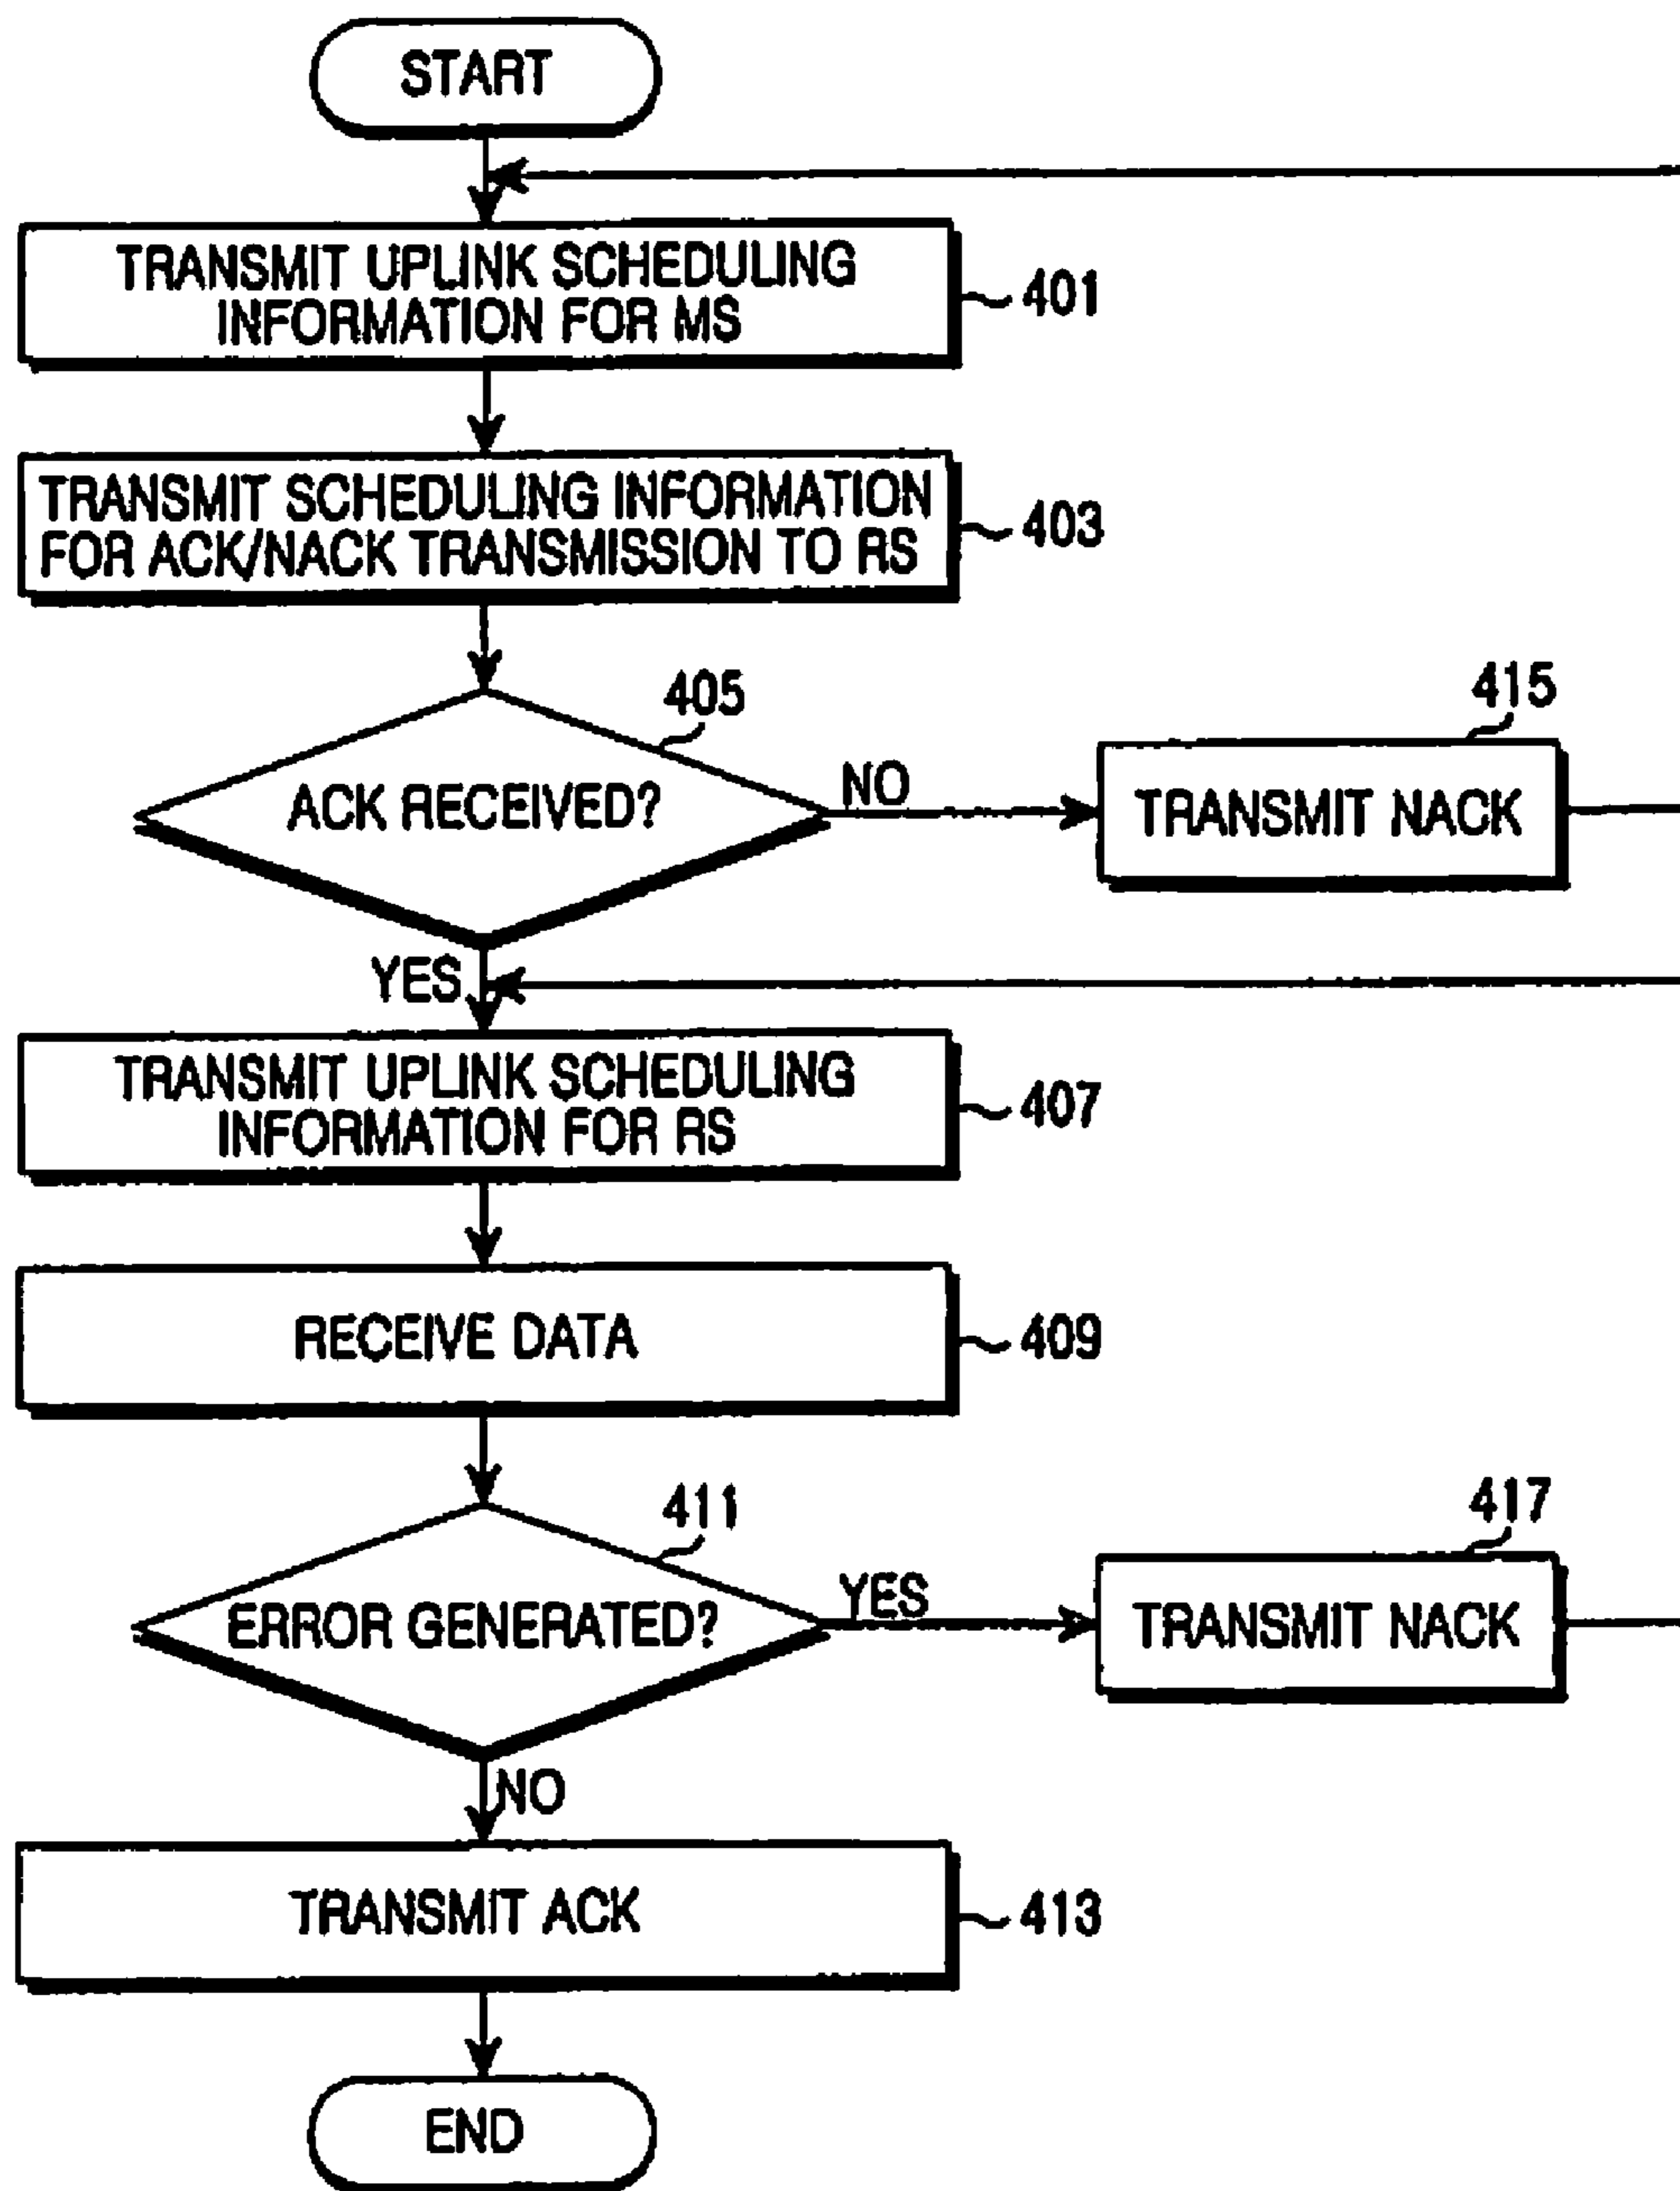 START
TRANSMIT UPLINK SCHEDULING
INFORMATION FOR MS
401
TRANSMIT SCHEDULING INFORMATION
FOR ACK/NACK TRANSMISSION TO RS
403
405
415
ACK RECEIVED?
NO
TRANSMIT NACK
YES
TRANSMIT UPLINK SCHEDULING
INFORMATION FOR RS
407
RECEIVE DATA
409
411
417
ERROR GENERATED?
YES
TRANSMIT NACK
NO
TRANSMIT ACK
413
END